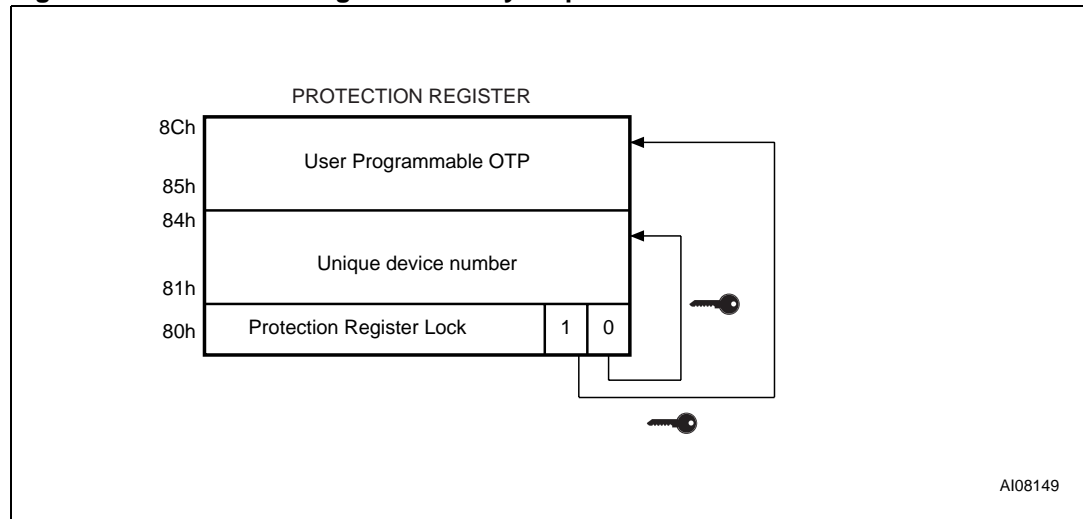 PROTECTION REGISTER
8Ch
User Programmable OTP
85h
84h
Unique device number
81h
80h
Protection Register Lock
1
0
AI08149